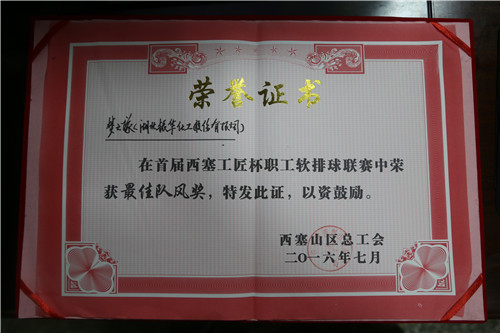 荣誉证书
湖北振华化工股份有限公司
在首届西塞工匠杯职工软排球联赛中荣
获最佳队风奖，特发此证，以资鼓励。
西塞山区总工会
二〇一六年七月